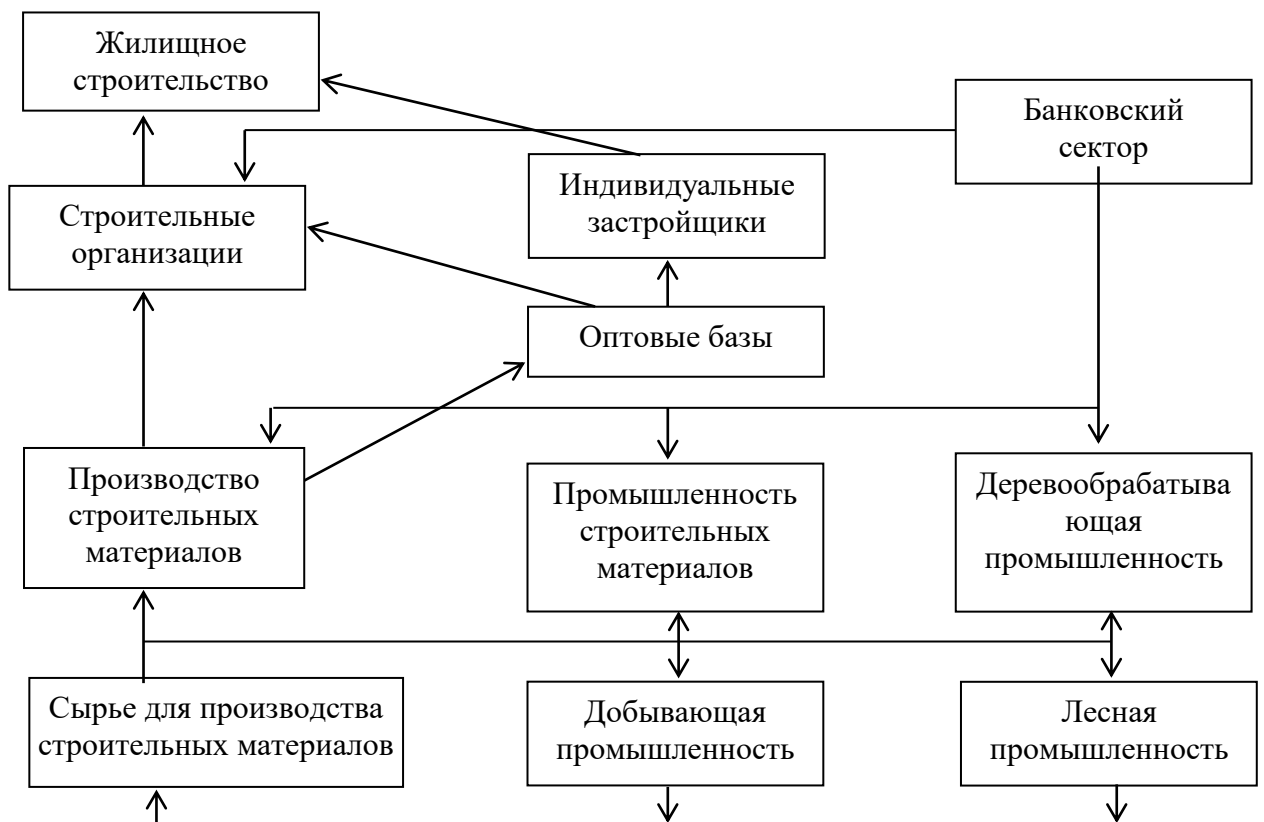 Жилищное
строительство
Банковский
сектор
Индивидуальные
застройщики
Строительные
организации
Оптовые базы
Производство
строительных
материалов
Промышленность
строительных
материалов
Деревообрабатыва
ющая
промышленность
Сырье для производства
строительных материалов
Добывающая
промышленность
Лесная
промышленность